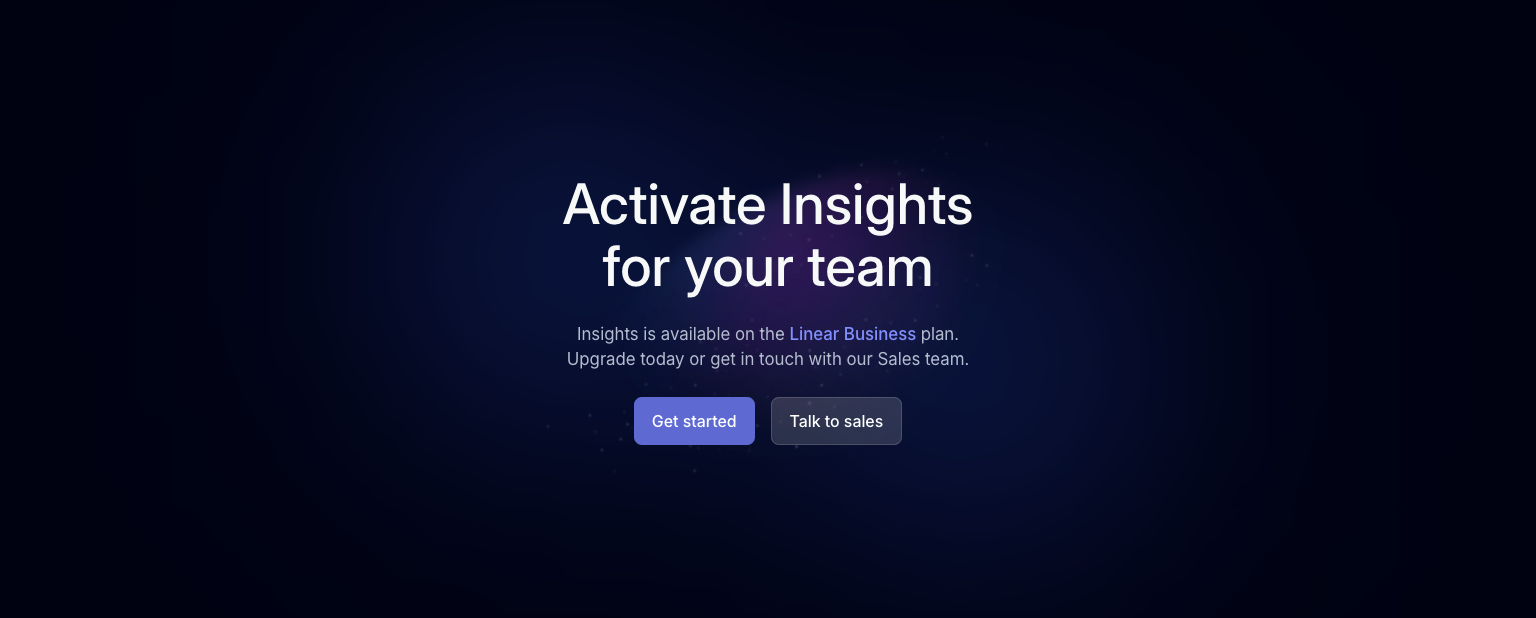 Activate Insights
for your team
Insights is available on the Linear Business plan.
Upgrade today or get in touch with our Sales team.
Get started
Talk to sales